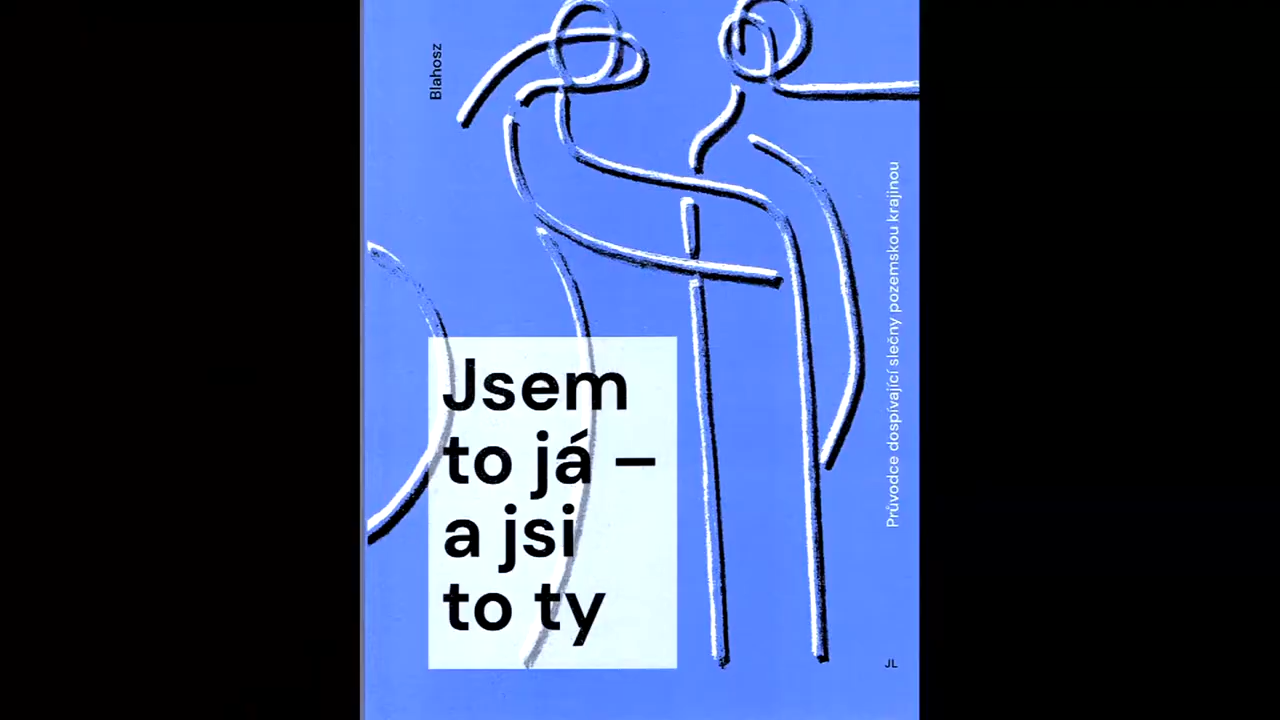 Blahosz
Průvodce dospívající slečny pozemskou krajinou
Jsem
to já –
a jsi
to ty
JL